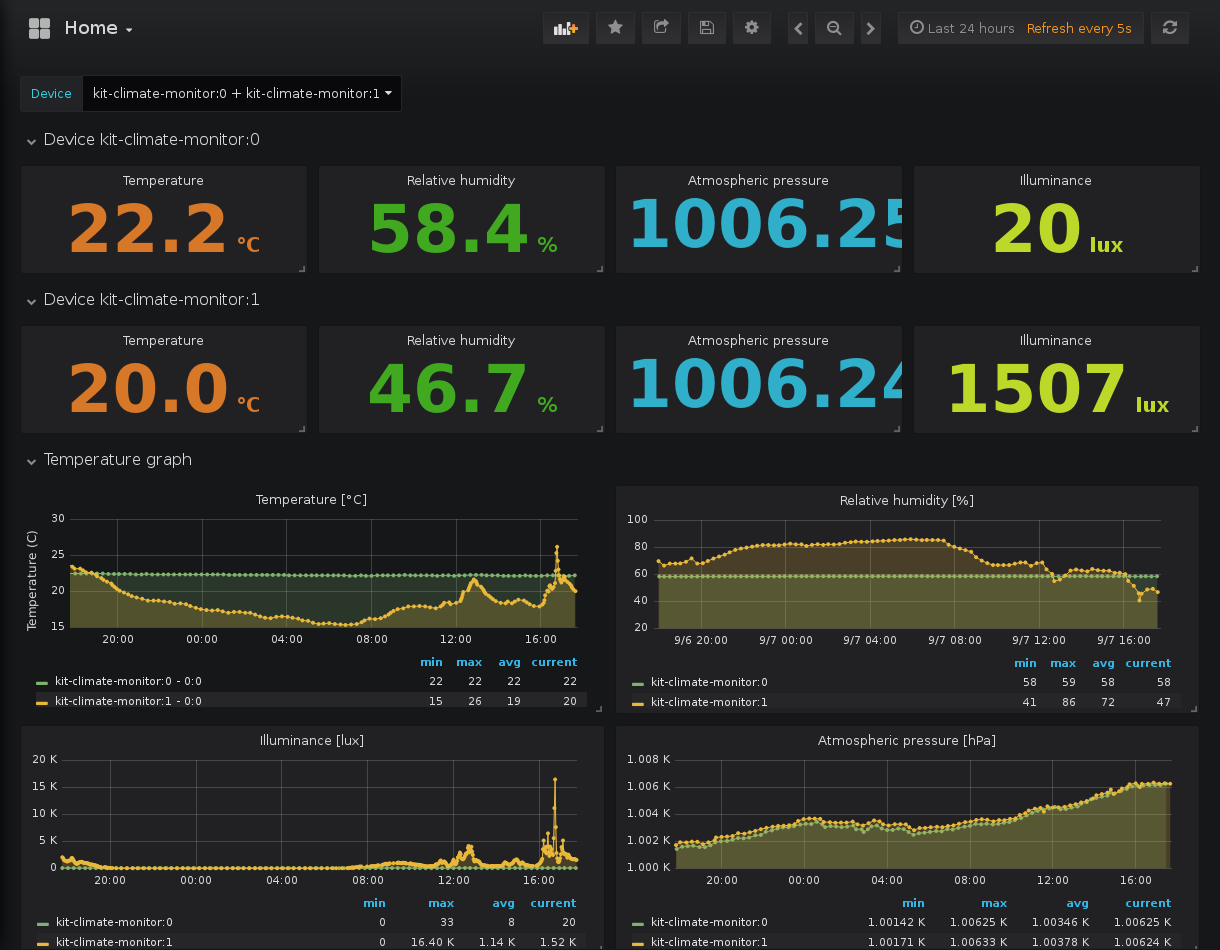 Home
Last 24 hours Refresh every 5s
Device kit-climate-monitor:0 + kit-climate-monitor:1
Device kit-climate-monitor:0
Temperature Relative humidity Atmospheric pressure Illuminance
22.2 °C 58.4 % 1006.25 20 lux
Device kit-climate-monitor:1
Temperature Relative humidity Atmospheric pressure Illuminance
20.0 °C 46.7 % 1006.24 1507 lux
Temperature graph
Temperature [°C]
Temperature (C)
30
25
20
15
20:00 00:00 04:00 08:00 12:00 16:00
min max avg current
kit-climate-monitor:0 - 0:0 22 22 22 22
kit-climate-monitor:1 - 0:0 15 26 19 20
Relative humidity [%]
100
80
60
40
20
9/6 20:00 9/7 00:00 9/7 04:00 9/7 08:00 9/7 12:00 9/7 16:00
min max avg current
kit-climate-monitor:0 58 59 58 58
kit-climate-monitor:1 41 86 72 47
Illuminance [lux]
20 K
15 K
10 K
5 K
0
20:00 00:00 04:00 08:00 12:00 16:00
min max avg current
kit-climate-monitor:0 0 33 8 20
kit-climate-monitor:1 0 16.40 K 1.14 K 1.52 K
Atmospheric pressure [hPa]
1.008 K
1.006 K
1.004 K
1.002 K
1.000 K
20:00 00:00 04:00 08:00 12:00 16:00
min max avg current
kit-climate-monitor:0 1.00142 K 1.00625 K 1.00346 K 1.00625 K
kit-climate-monitor:1 1.00171 K 1.00633 K 1.00378 K 1.00624 K